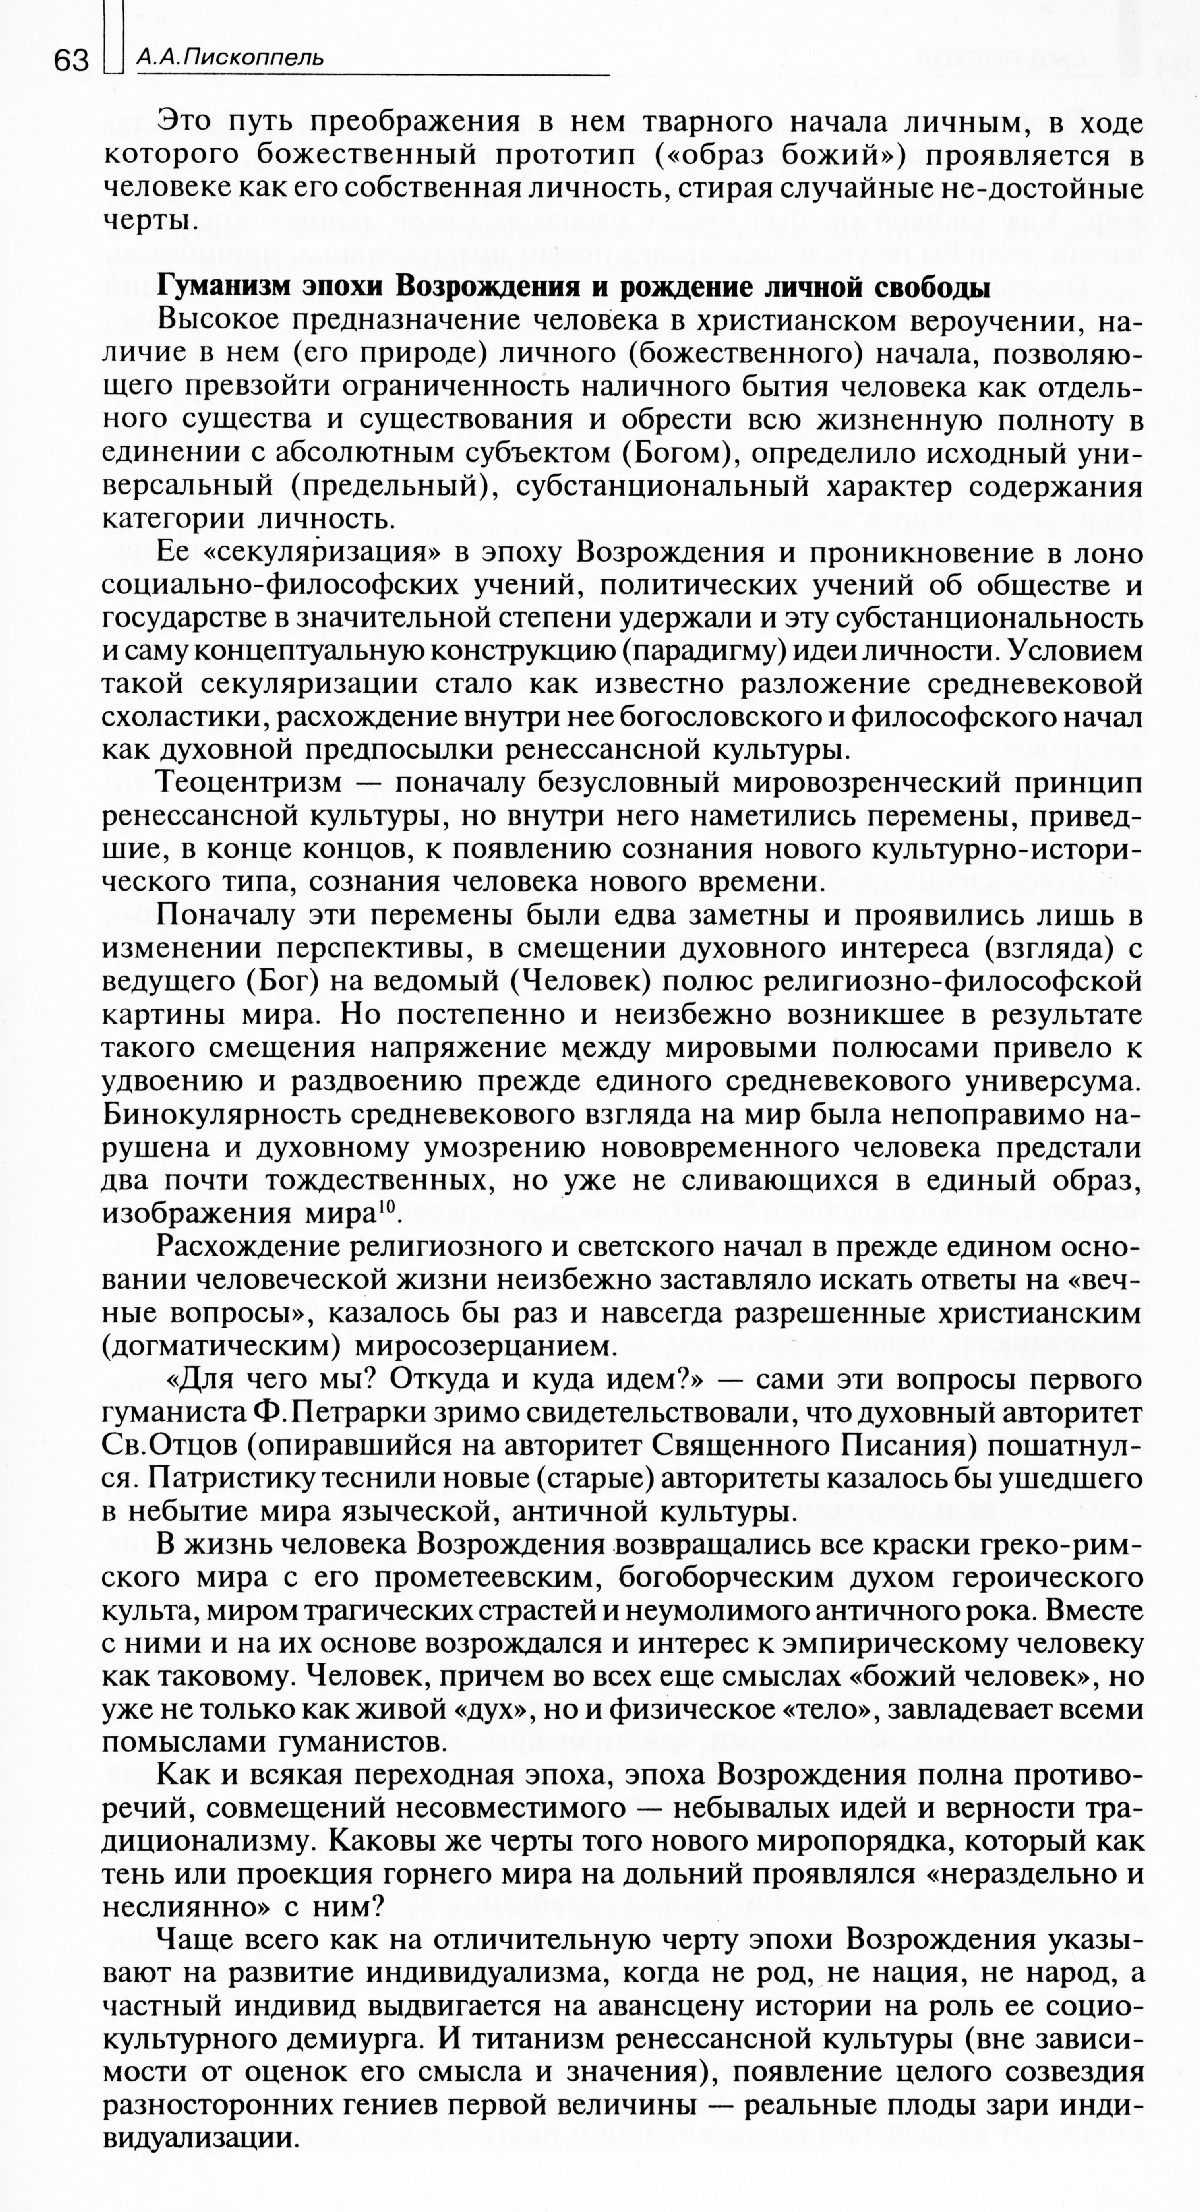 63 А.А.Пископпель
Это путь преображения в нем тварного начала личным, в ходе
которого божественный прототип («образ божий») проявляется в
человеке как его собственная личность, стирая случайные не-достойные
черты.
Гуманизм эпохи Возрождения и рождение личной свободы
Высокое предназначение человека в христианском вероучении, на-
личие в нем (его природе) личного (божественного) начала, позволяю-
щего превзойти ограниченность наличного бытия человека как отдель-
ного существа и существования и обрести всю жизненную полноту в
единении с абсолютным субъектом (Богом), определило исходный уни-
версальный (предельный), субстанциональный характер содержания
категории личность.
Ее «секуляризация» в эпоху Возрождения и проникновение в лоно
социально-философских учений, политических учений об обществе и
государстве в значительной степени удержали и эту субстанциональность
и саму концептуальную конструкцию (парадигму) идеи личности. Условием
такой секуляризации стало как известно разложение средневековой
схоластики, расхождение внутри нее богословского и философского начал
как духовной предпосылки ренессансной культуры.
Теоцентризм — поначалу безусловный мировозренческий принцип
ренессансной культуры, но внутри него наметились перемены, привед-
шие, в конце концов, к появлению сознания нового культурно-истори-
ческого типа, сознания человека нового времени.
Поначалу эти перемены были едва заметны и проявились лишь в
изменении перспективы, в смещении духовного интереса (взгляда) с
ведущего (Бог) на ведомый (Человек) полюс религиозно-философской
картины мира. Но постепенно и неизбежно возникшее в результате
такого смещения напряжение между мировыми полюсами привело к
удвоению и раздвоению прежде единого средневекового универсума.
Бинокулярность средневекового взгляда на мир была непоправимо на-
рушена и духовному умозрению нововременного человека предстали
два почти тождественных, но уже не сливающихся в единый образ,
изображения мира¹⁰.
Расхождение религиозного и светского начал в прежде едином осно-
вании человеческой жизни неизбежно заставляло искать ответы на «веч-
ные вопросы», казалось бы раз и навсегда разрешенные христианским
(догматическим) миросозерцанием.
«Для чего мы? Откуда и куда идем?» — сами эти вопросы первого
гуманиста Ф.Петрарки зримо свидетельствовали, что духовный авторитет
Св.Отцов (опиравшийся на авторитет Священного Писания) пошатнул-
ся. Патристику теснили новые (старые) авторитеты казалось бы ушедшего
в небытие мира языческой, античной культуры.
В жизнь человека Возрождения возвращались все краски греко-рим-
ского мира с его прометеевским, богоборческим духом героического
культа, миром трагических страстей и неумолимого античного рока. Вместе
с ними и на их основе возрождался и интерес к эмпирическому человеку
как таковому. Человек, причем во всех еще смыслах «божий человек», но
уже не только как живой «дух», но и физическое «тело», завладевает всеми
помыслами гуманистов.
Как и всякая переходная эпоха, эпоха Возрождения полна противо-
речий, совмещений несовместимого — небывалых идей и верности тра-
диционализму. Каковы же черты того нового миропорядка, который как
тень или проекция горнего мира на дольний проявлялся «нераздельно и
неслиянно» с ним?
Чаще всего как на отличительную черту эпохи Возрождения указы-
вают на развитие индивидуализма, когда не род, не нация, не народ, а
частный индивид выдвигается на авансцену истории на роль ее социо-
культурного демиурга. И титанизм ренессансной культуры (вне зависи-
мости от оценок его смысла и значения), появление целого созвездия
разносторонних гениев первой величины — реальные плоды зари инди-
видуализации.